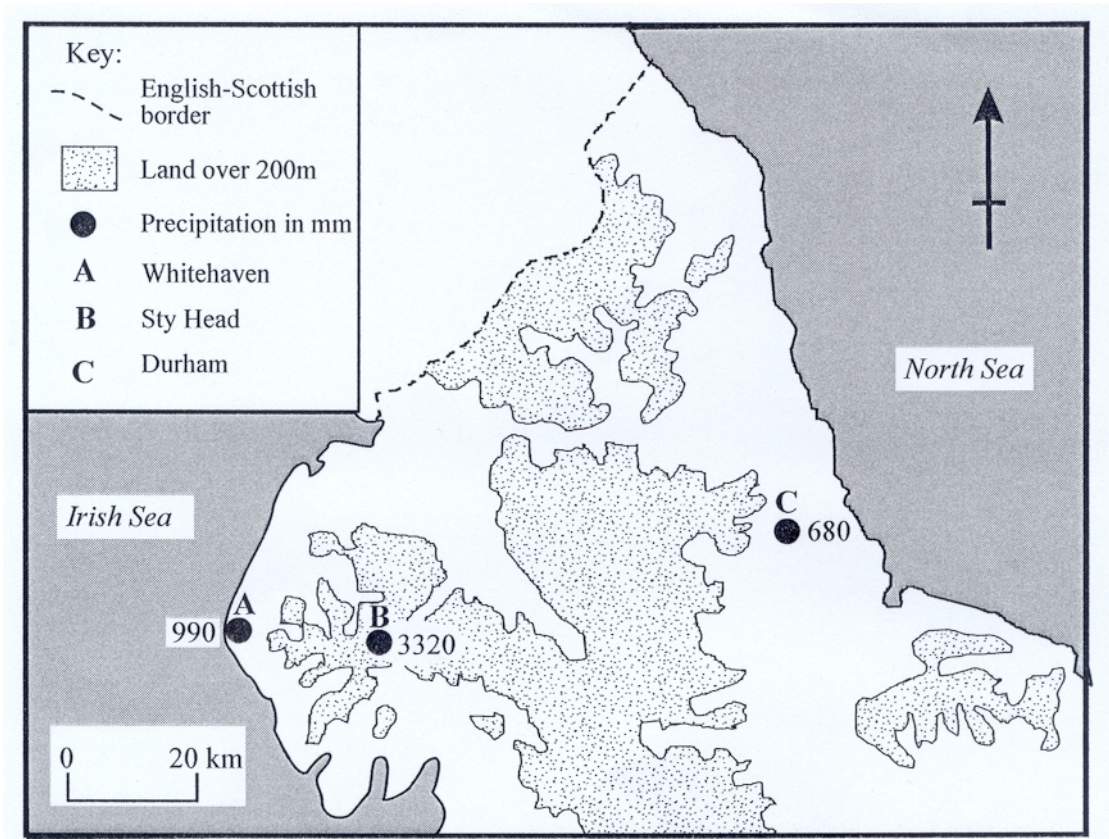 Key:
English-Scottish
border
Land over 200m
Precipitation in mm
A Whitehaven
B Sty Head
C Durham
North Sea
Irish Sea
C
680
A
990
B
3320
0 20 km